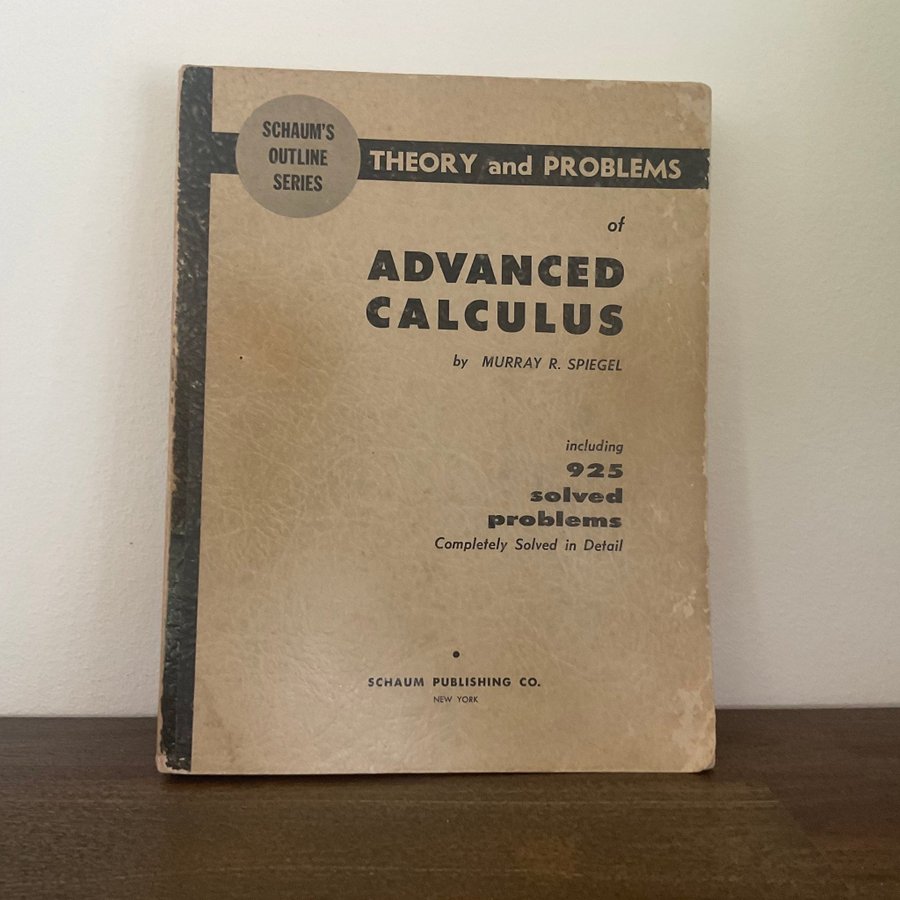 SCHAUM'S
OUTLINE
SERIES
THEORY and PROBLEMS
of
ADVANCED
CALCULUS
by MURRAY R. SPIEGEL
including
925
solved
problems
Completely Solved in Detail
SCHAUM PUBLISHING CO.
NEW YORK